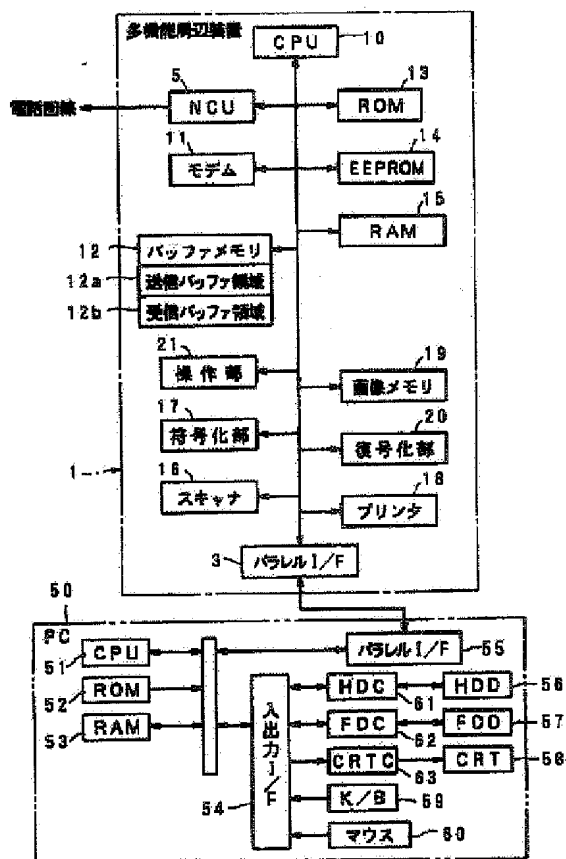 多機能周辺装置
CPU
10
5
NCU
電話回線
13
ROM
11
モデム
14
EEPROM
15
RAM
12
バッファメモリ
12a
送信バッファ領域
12b
受信バッファ領域
21
操作部
19
画像メモリ
17
符号化部
20
復号化部
1
16
スキャナ
18
プリンタ
3
パラレルI/F
50
PC
51
CPU
パラレルI/F
55
52
ROM
53
RAM
54
入出力I/F
HDC
61
HDD
56
FDC
62
FDD
57
CRTC
63
CRT
58
K/B
59
マウス
60